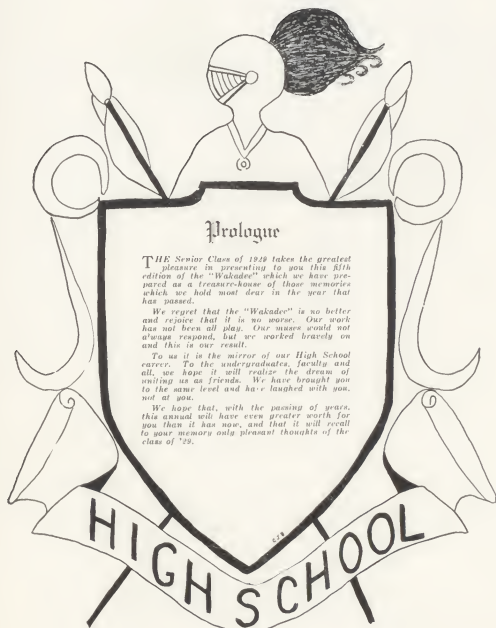 Prologue
THE Senior Class of 1929 takes the greatest
pleasure in presenting to you this fifth
edition of the "Wakadee" which we have pre-
pared as a treasure-house of those memories
which we hold most dear in the year that
has passed.
We regret that the "Wakadee" is no better
and rejoice that it is no worse. Our work
has not been all play. Our muses would not
always respond, but we worked bravely on
and this is our result.
To us it is the mirror of our High School
career. To the undergraduates, faculty and
all, we hope it will realize the dream of
uniting us as friends. We have brought you
to the same level and have laughed with you,
not at you.
We hope that, with the passing of years,
this annual will have even greater worth for
you than it has now, and that it will recall
to your memory only pleasant thoughts of the
class of '29.
HIGH SCHOOL